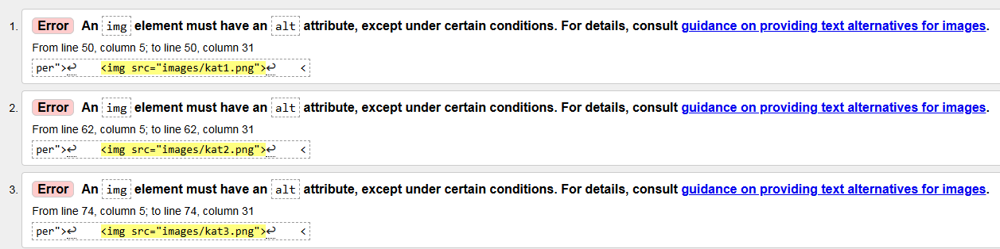 1. Error An img element must have an alt attribute, except under certain conditions. For details, consult guidance on providing text alternatives for images.
From line 50, column 5; to line 50, column 31
per">↩    <img src="images/kat1.png">↩    <
2. Error An img element must have an alt attribute, except under certain conditions. For details, consult guidance on providing text alternatives for images.
From line 62, column 5; to line 62, column 31
per">↩    <img src="images/kat2.png">↩    <
3. Error An img element must have an alt attribute, except under certain conditions. For details, consult guidance on providing text alternatives for images.
From line 74, column 5; to line 74, column 31
per">↩    <img src="images/kat3.png">↩    <